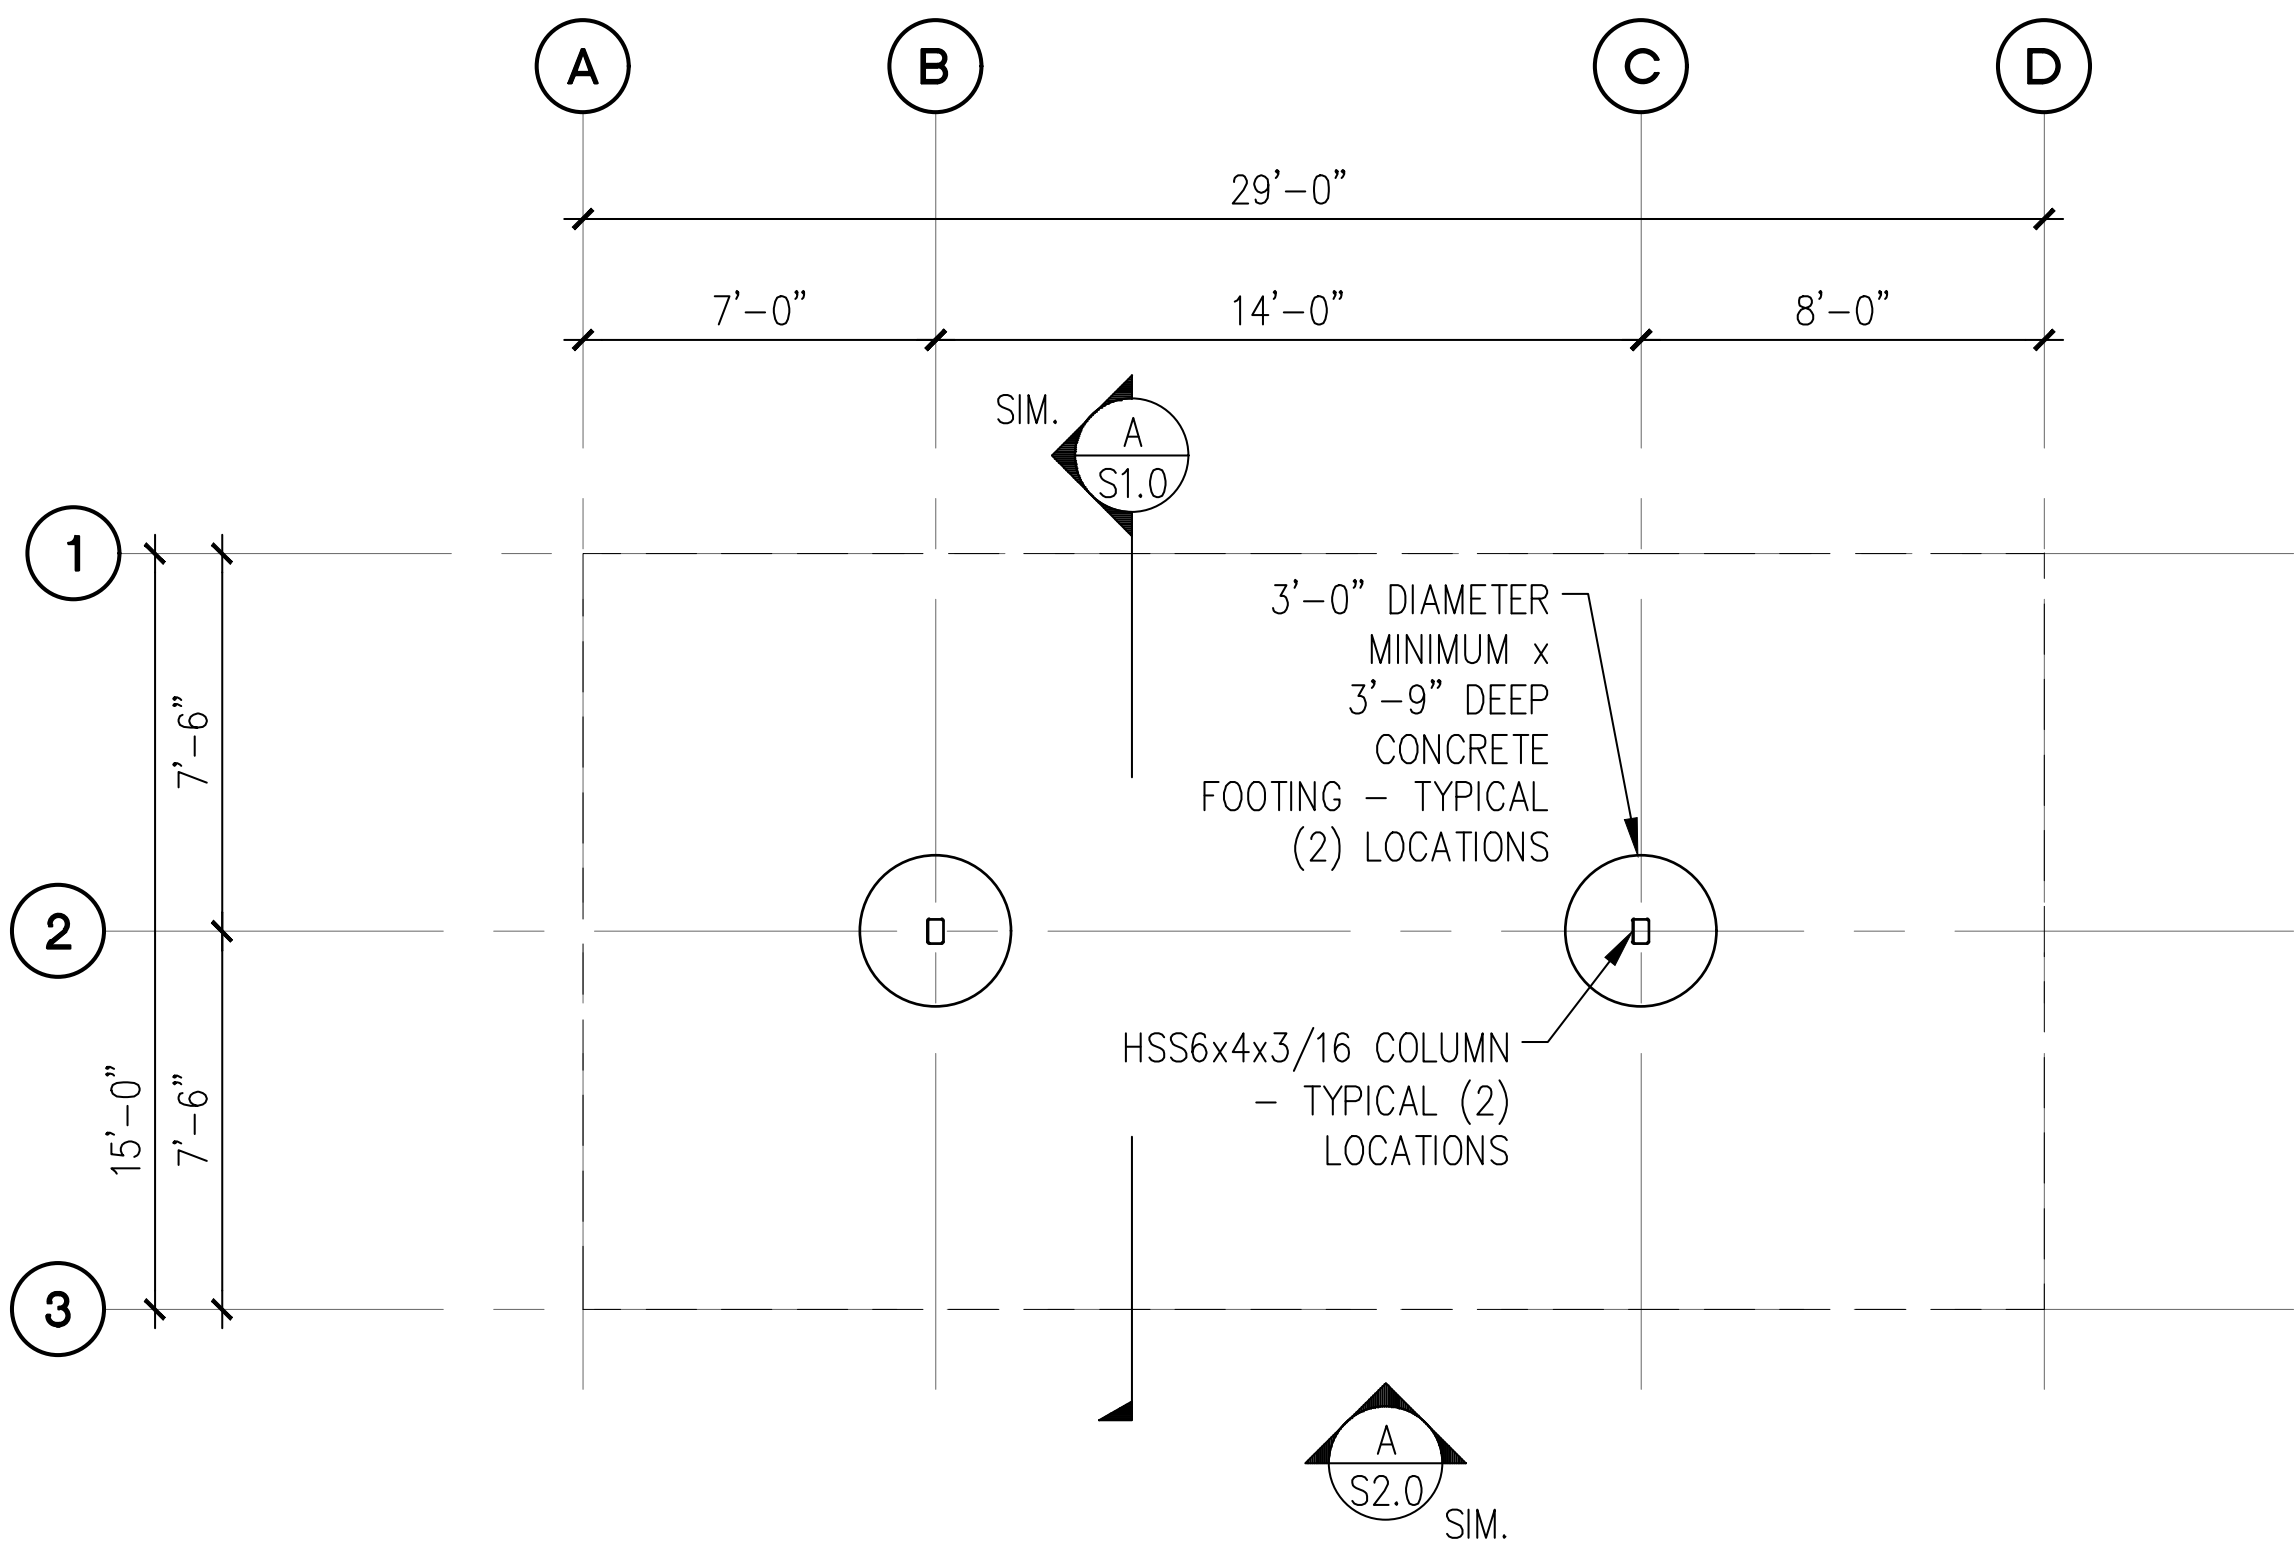 A
B
C
D
29'-0"
7'-0"
14'-0"
8'-0"
SIM.
A
S1.0
1
3'-0" DIAMETER
MINIMUM x
3'-9" DEEP
CONCRETE
FOOTING - TYPICAL
(2) LOCATIONS
7'-6"
2
HSS6x4x3/16 COLUMN
- TYPICAL (2)
LOCATIONS
15'-0"
7'-6"
3
A
S2.0
SIM.